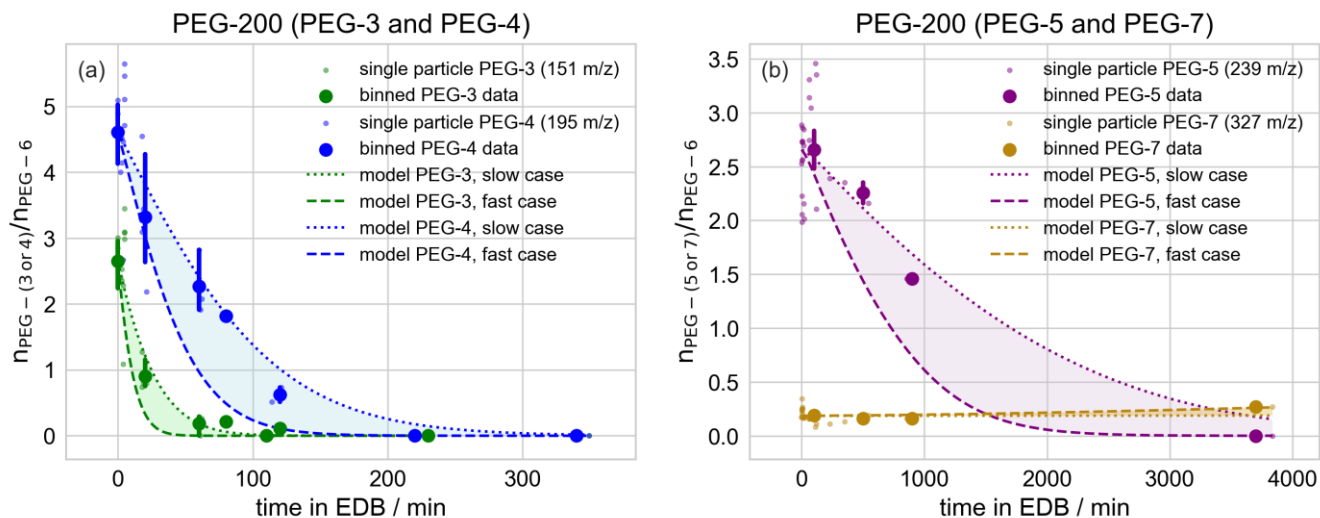 PEG-200 (PEG-3 and PEG-4)
(a)
single particle PEG-3 (151 m/z)
binned PEG-3 data
single particle PEG-4 (195 m/z)
binned PEG-4 data
model PEG-3, slow case
model PEG-3, fast case
model PEG-4, slow case
model PEG-4, fast case
n_PEG−(3 or 4)/n_PEG−6
5
4
3
2
1
0
0 100 200 300
time in EDB / min
PEG-200 (PEG-5 and PEG-7)
(b)
single particle PEG-5 (239 m/z)
binned PEG-5 data
single particle PEG-7 (327 m/z)
binned PEG-7 data
model PEG-5, slow case
model PEG-5, fast case
model PEG-7, slow case
model PEG-7, fast case
n_PEG−(5 or 7)/n_PEG−6
3.5
3.0
2.5
2.0
1.5
1.0
0.5
0.0
0 1000 2000 3000 4000
time in EDB / min